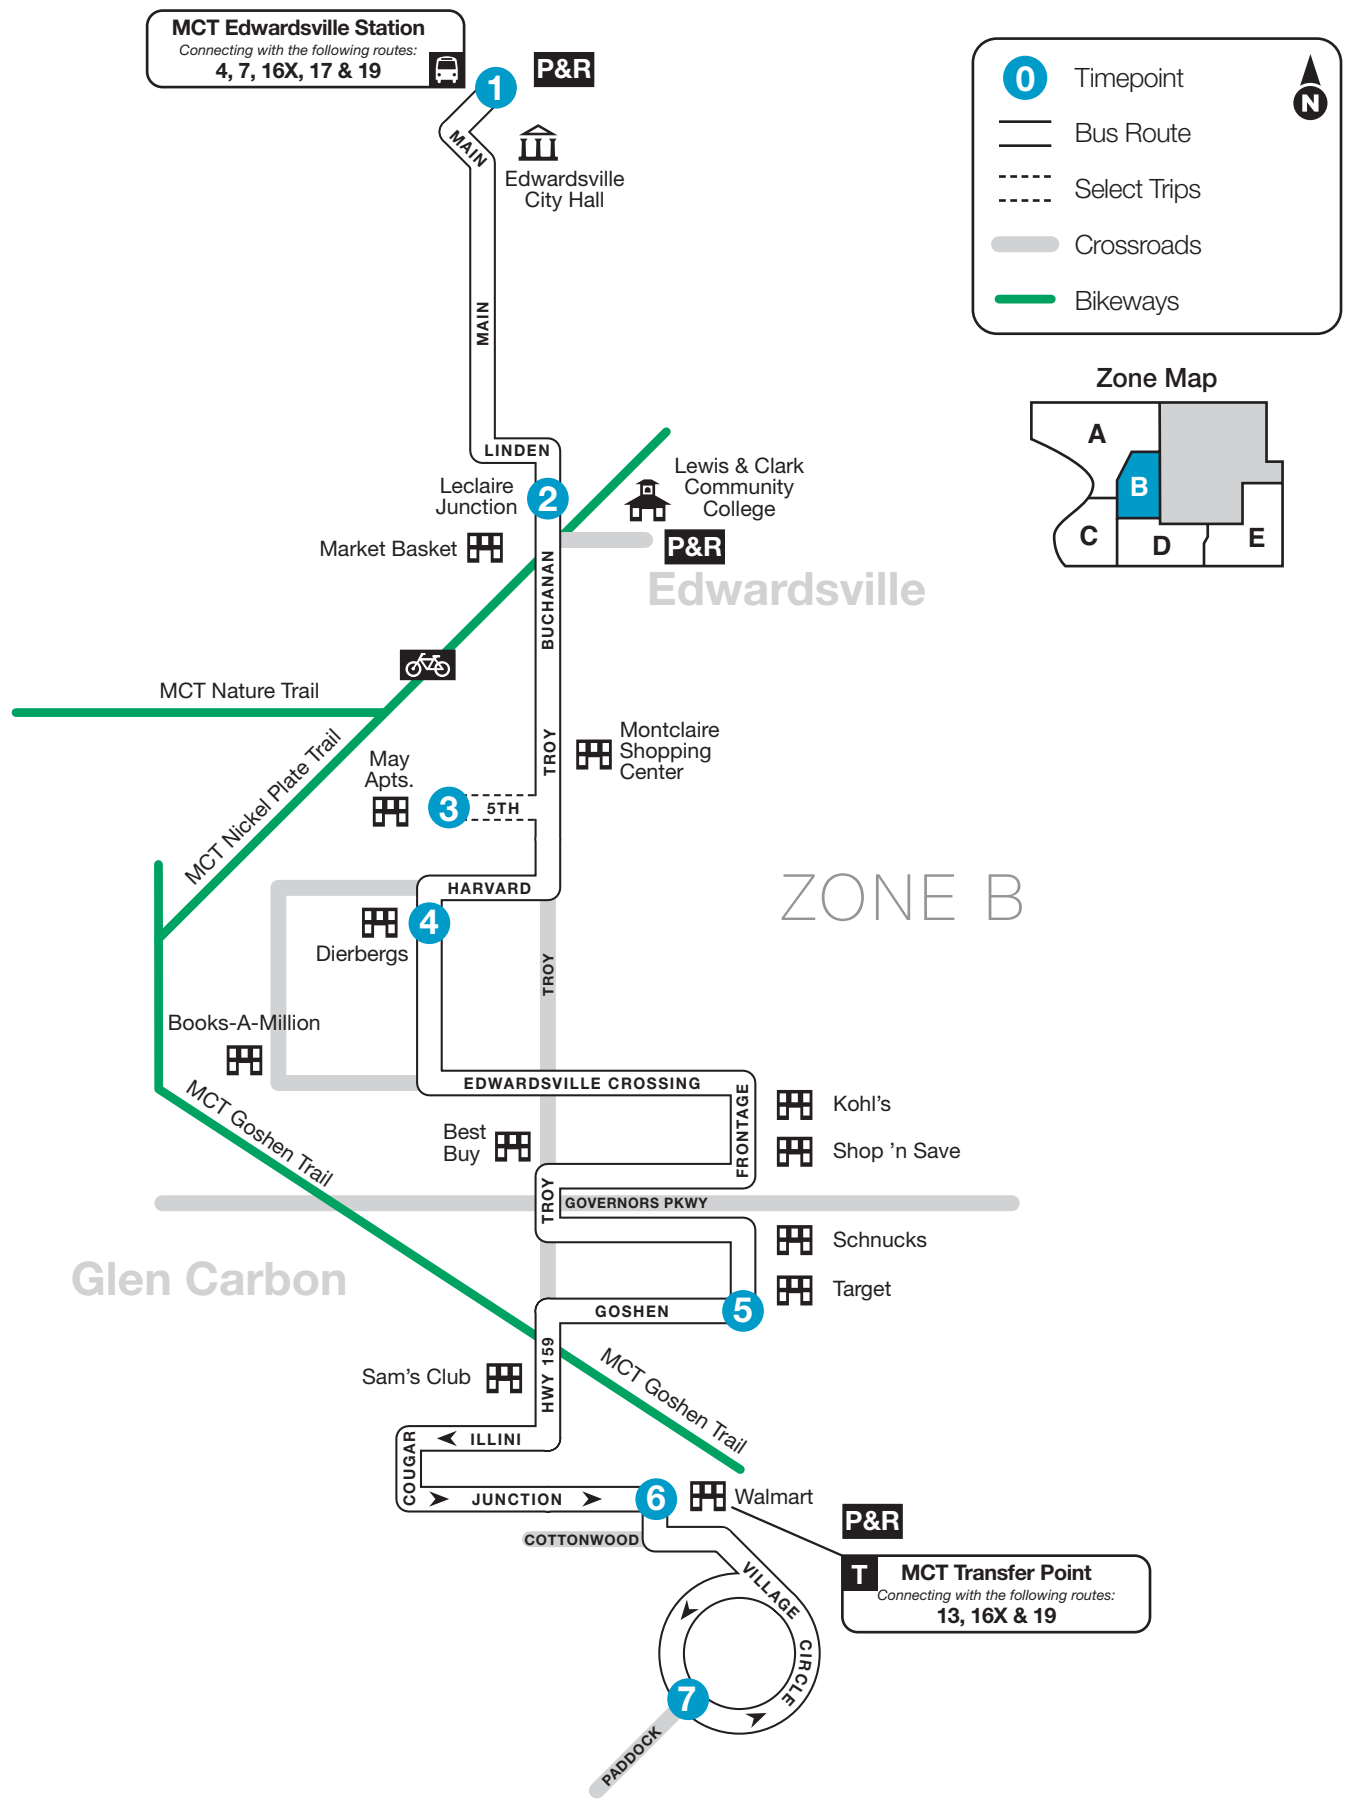 MCT Edwardsville Station
Connecting with the following routes:
4, 7, 16X, 17 & 19
1
P&R
MAIN
Edwardsville
City Hall
0
Timepoint
N
Bus Route
Select Trips
Crossroads
Bikeways
Zone Map
A
B
C
D
E
MAIN
LINDEN
Leclaire
Junction
2
Lewis & Clark
Community
College
Market Basket
P&R
Edwardsville
BUCHANAN
MCT Nature Trail
MCT Nickel Plate Trail
TROY
Montclaire
Shopping
Center
May
Apts.
3
5TH
ZONE B
HARVARD
4
Dierbergs
TROY
Books-A-Million
EDWARDSVILLE CROSSING
FRONTAGE
Kohl's
Shop 'n Save
MCT Goshen Trail
Best
Buy
TROY
GOVERNORS PKWY
Schnucks
Target
Glen Carbon
GOSHEN
5
HWY 159
Sam's Club
MCT Goshen Trail
ILLINI
COUGAR
JUNCTION
6
Walmart
COTTONWOOD
P&R
T
MCT Transfer Point
Connecting with the following routes:
13, 16X & 19
VILLAGE
CIRCLE
7
PADDOCK